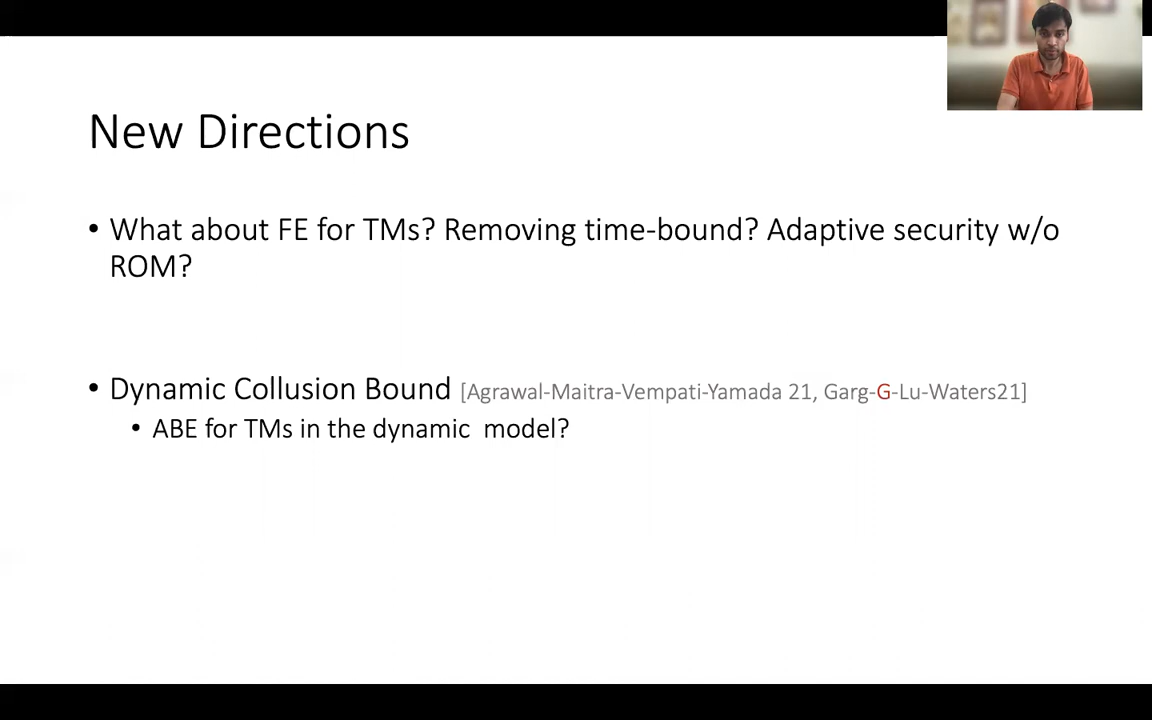 New Directions
• What about FE for TMs? Removing time-bound? Adaptive security w/o
ROM?
• Dynamic Collusion Bound [Agrawal-Maitra-Vempati-Yamada 21, Garg-G-Lu-Waters21]
• ABE for TMs in the dynamic model?